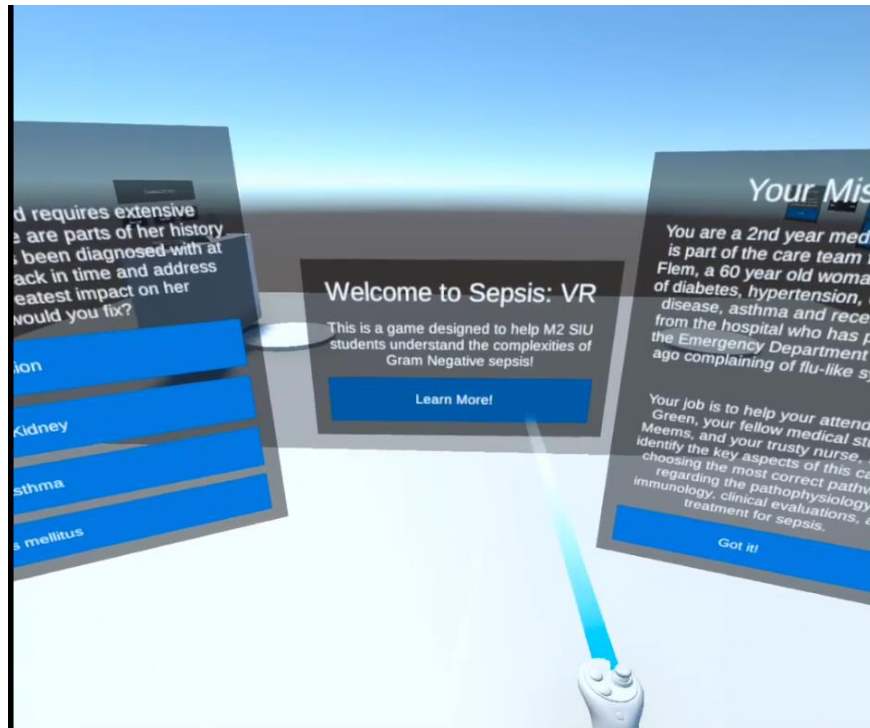 d requires extensive
e are parts of her history
s been diagnosed with at
ack in time and address
eatest impact on her
would you fix?
ion
Kidney
sthma
s mellitus
Welcome to Sepsis: VR
This is a game designed to help M2 SIU
students understand the complexities of
Gram Negative sepsis!
Learn More!
Your Mis
You are a 2nd year med
is part of the care team
Flem, a 60 year old woma
of diabetes, hypertension,
disease, asthma and rece
from the hospital who has p
the Emergency Department
ago complaining of flu-like sy
Your job is to help your attend
Green, your fellow medical stu
Meems, and your trusty nurse,
identify the key aspects of this ca
choosing the most correct pathw
regarding the pathophysiology
immunology, clinical evaluations, a
treatment for sepsis.
Got it!